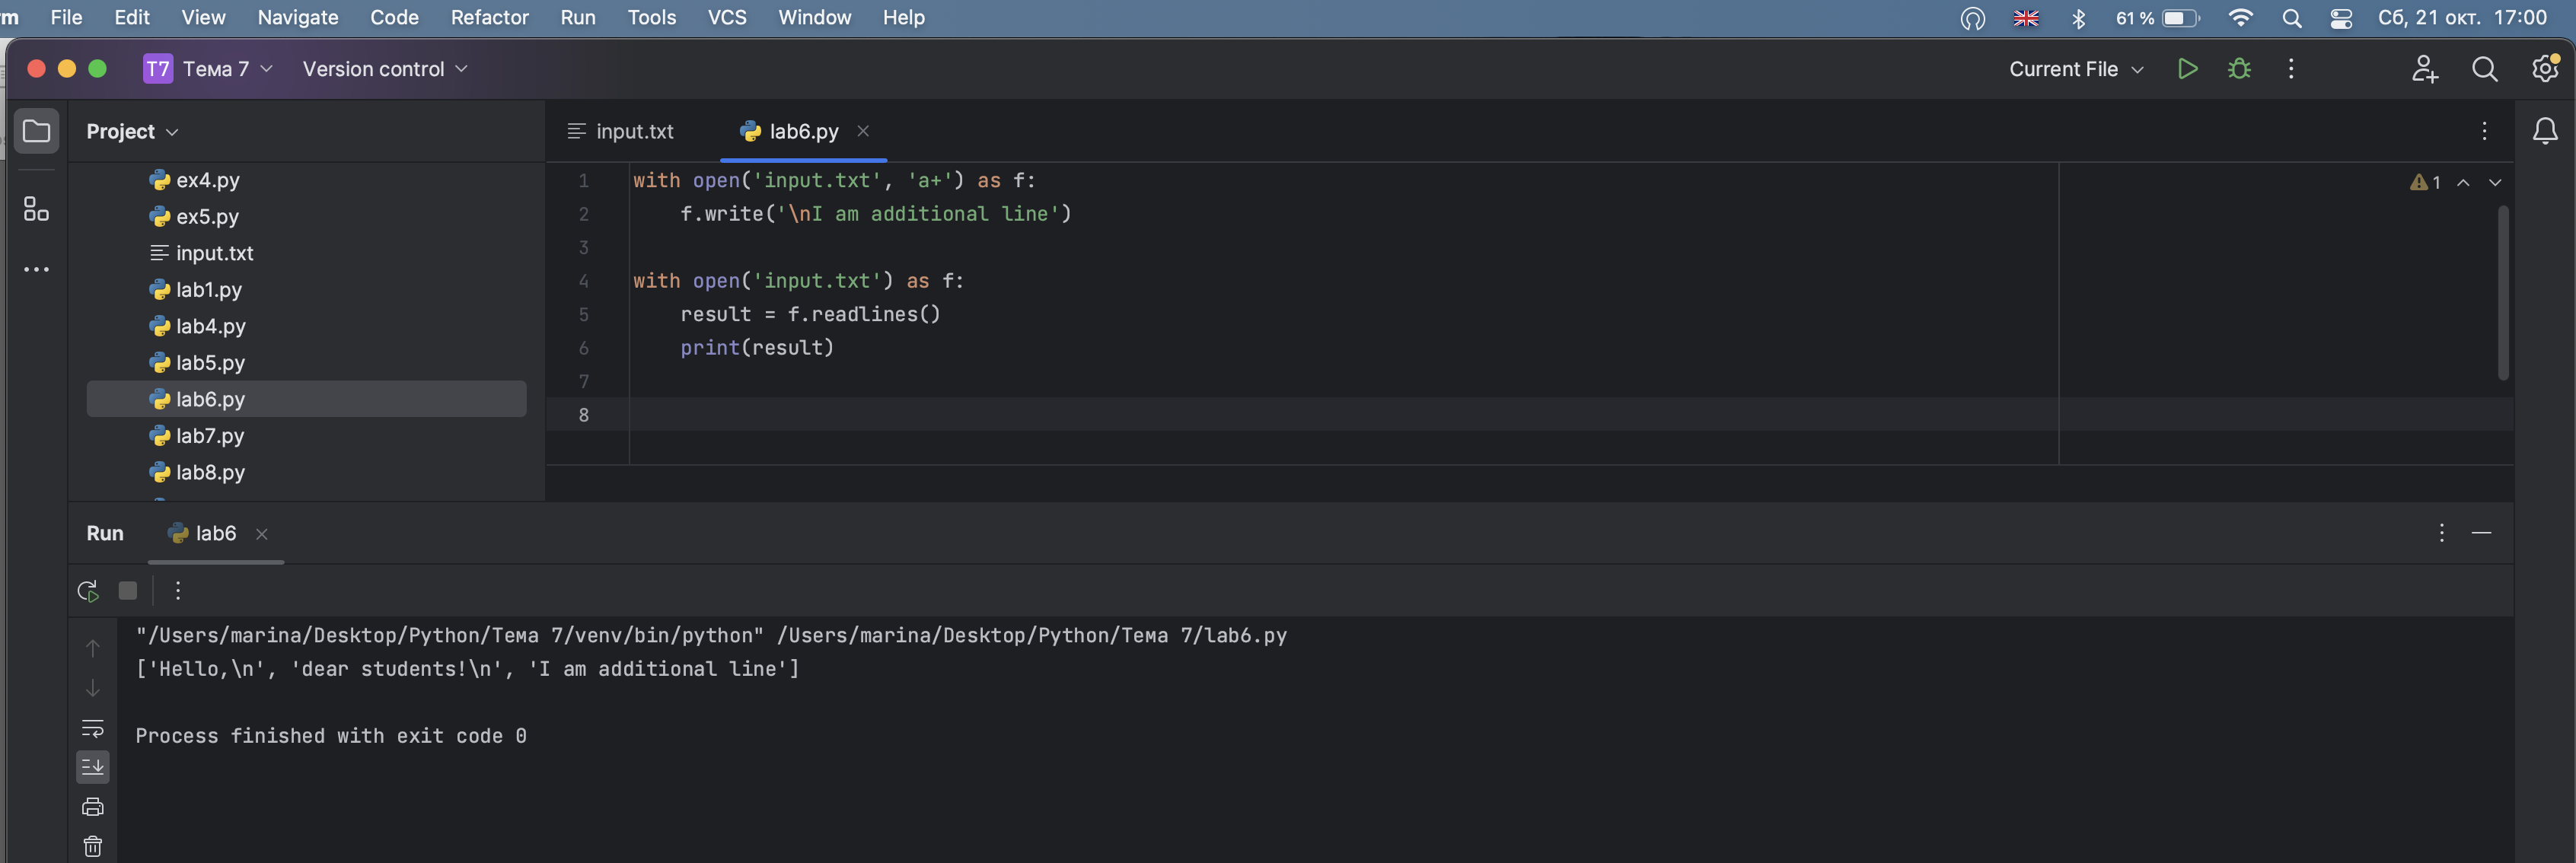 m File Edit View Navigate Code Refactor Run Tools VCS Window Help 61 % Сб, 21 окт. 17:00
T7 Тема 7 Version control Current File
Project
input.txt lab6.py
ex4.py
ex5.py
input.txt
lab1.py
lab4.py
lab5.py
lab6.py
lab7.py
lab8.py
1 with open('input.txt', 'a+') as f:
2 f.write('\nI am additional line')
3
4 with open('input.txt') as f:
5 result = f.readlines()
6 print(result)
7
8
1
Run lab6
"/Users/marina/Desktop/Python/Тема 7/venv/bin/python" /Users/marina/Desktop/Python/Тема 7/lab6.py
['Hello,\n', 'dear students!\n', 'I am additional line']
Process finished with exit code 0